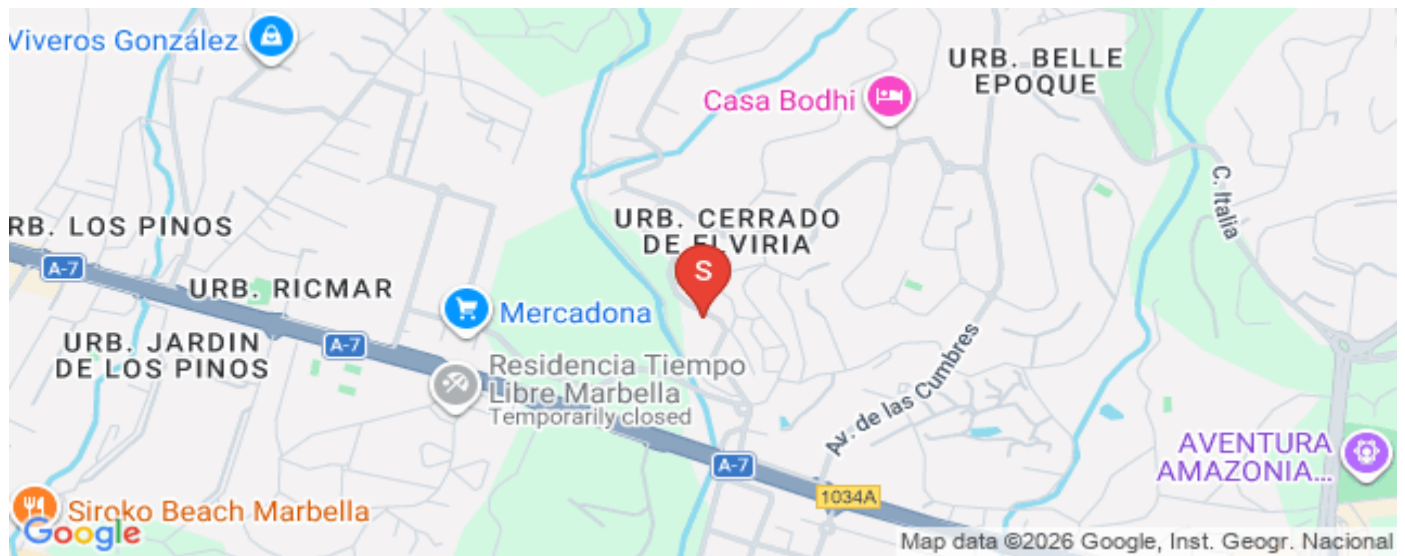 Viveros González
URB. BELLE
EPOQUE
Casa Bodhi
C. Italia
RB. LOS PINOS
URB. CERRADO
DE ELVIRIA
A-7
S
URB. RICMAR
Mercadona
URB. JARDIN
DE LOS PINOS
A-7
Residencia Tiempo
Libre Marbella
Temporarily closed
Av. de las Cumbres
A-7
AVENTURA
AMAZONIA...
1034A
Siroko Beach Marbella
Google
Map data ©2026 Google, Inst. Geogr. Nacional